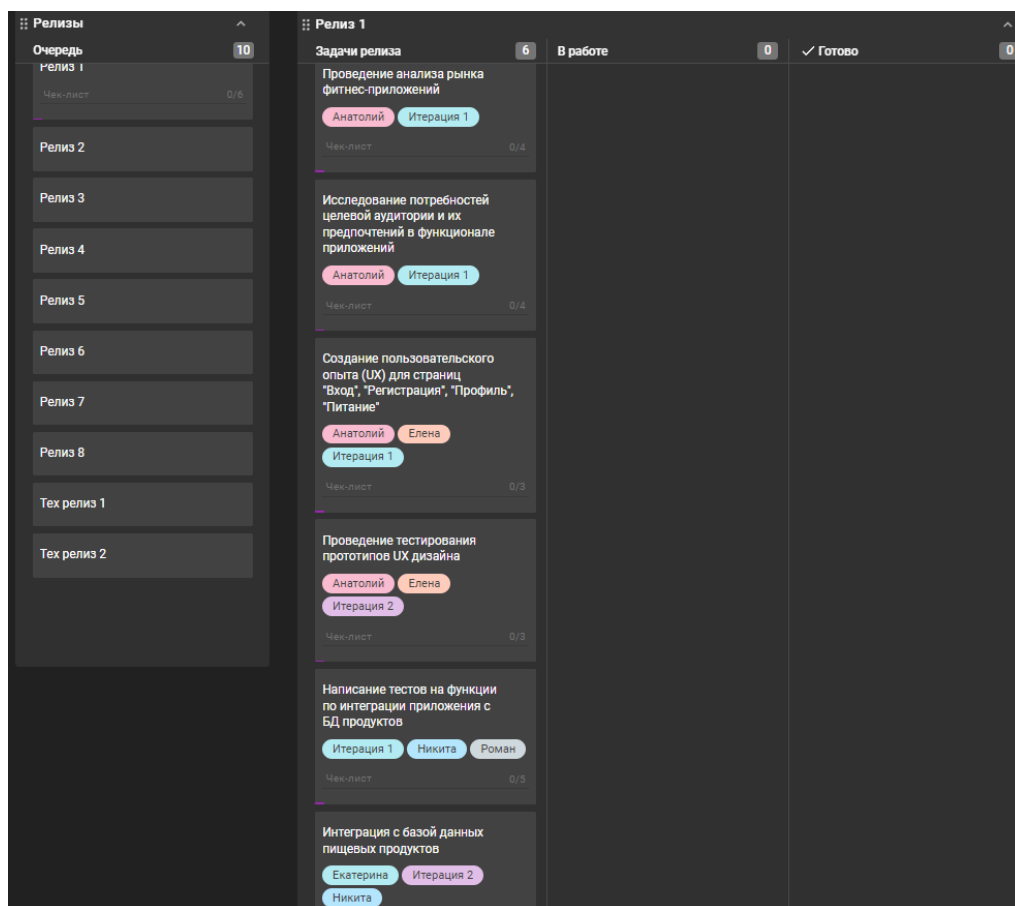 Релизы
Очередь 10
Релиз 1
Чек-лист 0/6
Релиз 2
Релиз 3
Релиз 4
Релиз 5
Релиз 6
Релиз 7
Релиз 8
Тех релиз 1
Тех релиз 2
Релиз 1
Задачи релиза 6
Проведение анализа рынка
фитнес-приложений
Анатолий Итерация 1
Чек-лист 0/4
Исследование потребностей
целевой аудитории и их
предпочтений в функционале
приложений
Анатолий Итерация 1
Чек-лист 0/4
Создание пользовательского
опыта (UX) для страниц
"Вход", "Регистрация", "Профиль",
"Питание"
Анатолий Елена
Итерация 1
Чек-лист 0/3
Проведение тестирования
прототипов UX дизайна
Анатолий Елена
Итерация 2
Чек-лист 0/3
Написание тестов на функции
по интеграции приложения с
БД продуктов
Итерация 1 Никита Роман
Чек-лист 0/5
Интеграция с базой данных
пищевых продуктов
Екатерина Итерация 2
Никита
В работе 0
Готово 0